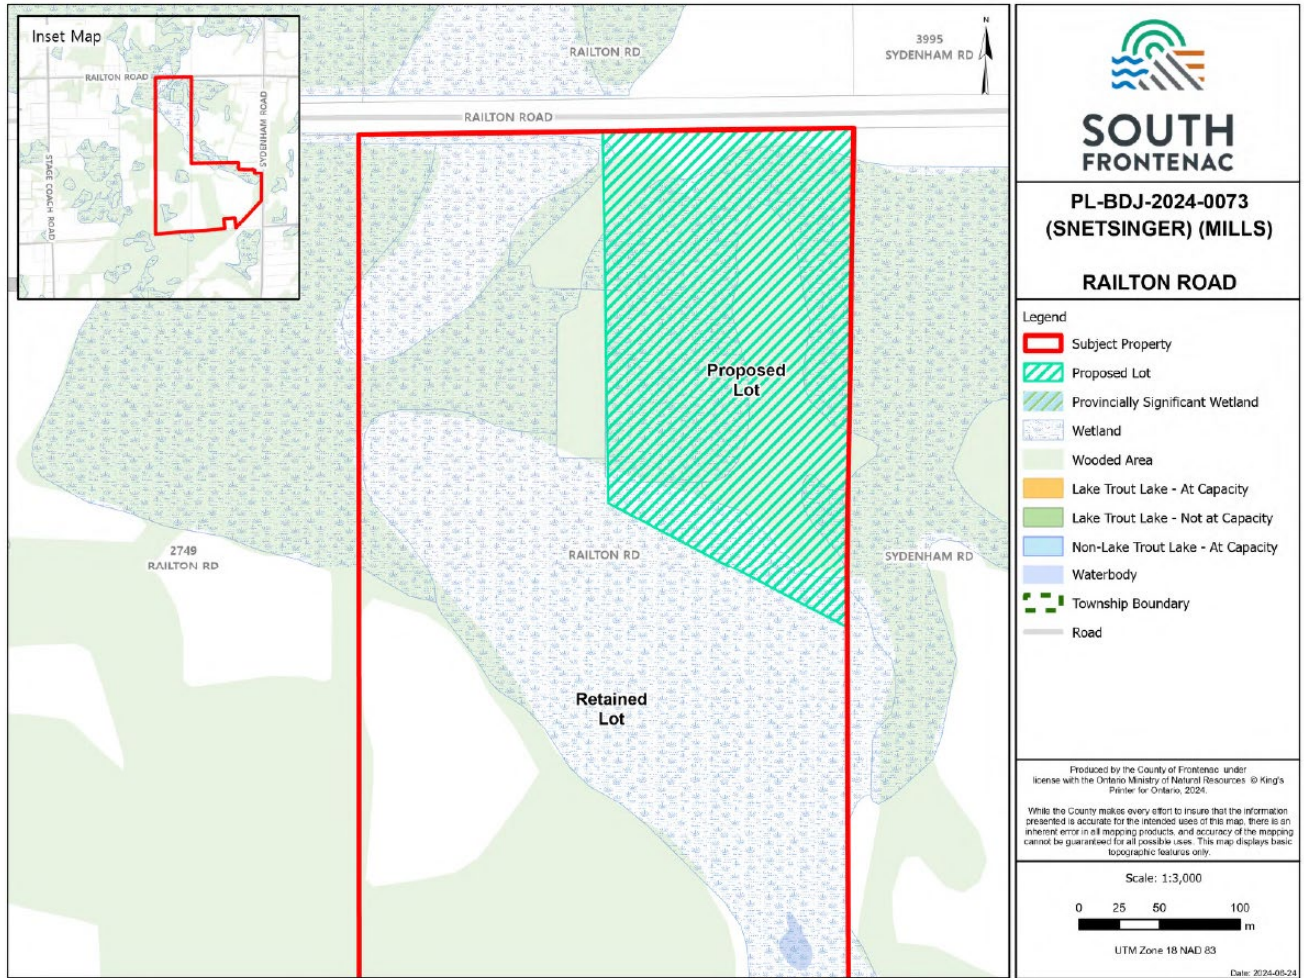 Inset Map
RAILTON ROAD
STAGE COACH ROAD
SYDENHAM ROAD
RAILTON RD
3995
SYDENHAM RD
N
RAILTON ROAD
Proposed
Lot
2749
RAILTON RD
RAILTON RD
SYDENHAM RD
Retained
Lot
SOUTH
FRONTENAC
PL-BDJ-2024-0073
(SNETSINGER) (MILLS)
RAILTON ROAD
Legend
Subject Property
Proposed Lot
Provincially Significant Wetland
Wetland
Wooded Area
Lake Trout Lake - At Capacity
Lake Trout Lake - Not at Capacity
Non-Lake Trout Lake - At Capacity
Waterbody
Township Boundary
Road
Produced by the County of Frontenac under
license with the Ontario Ministry of Natural Resources © King's
Printer for Ontario, 2024.
While the County makes every effort to insure that the information
presented is accurate for the intended uses of this map, there is an
inherent error in all mapping products, and accuracy of the mapping
cannot be guaranteed for all possible uses. This map displays basic
topographic features only.
Scale: 1:3,000
0 25 50 100
m
UTM Zone 18 NAD 83
Date: 2024-06-24